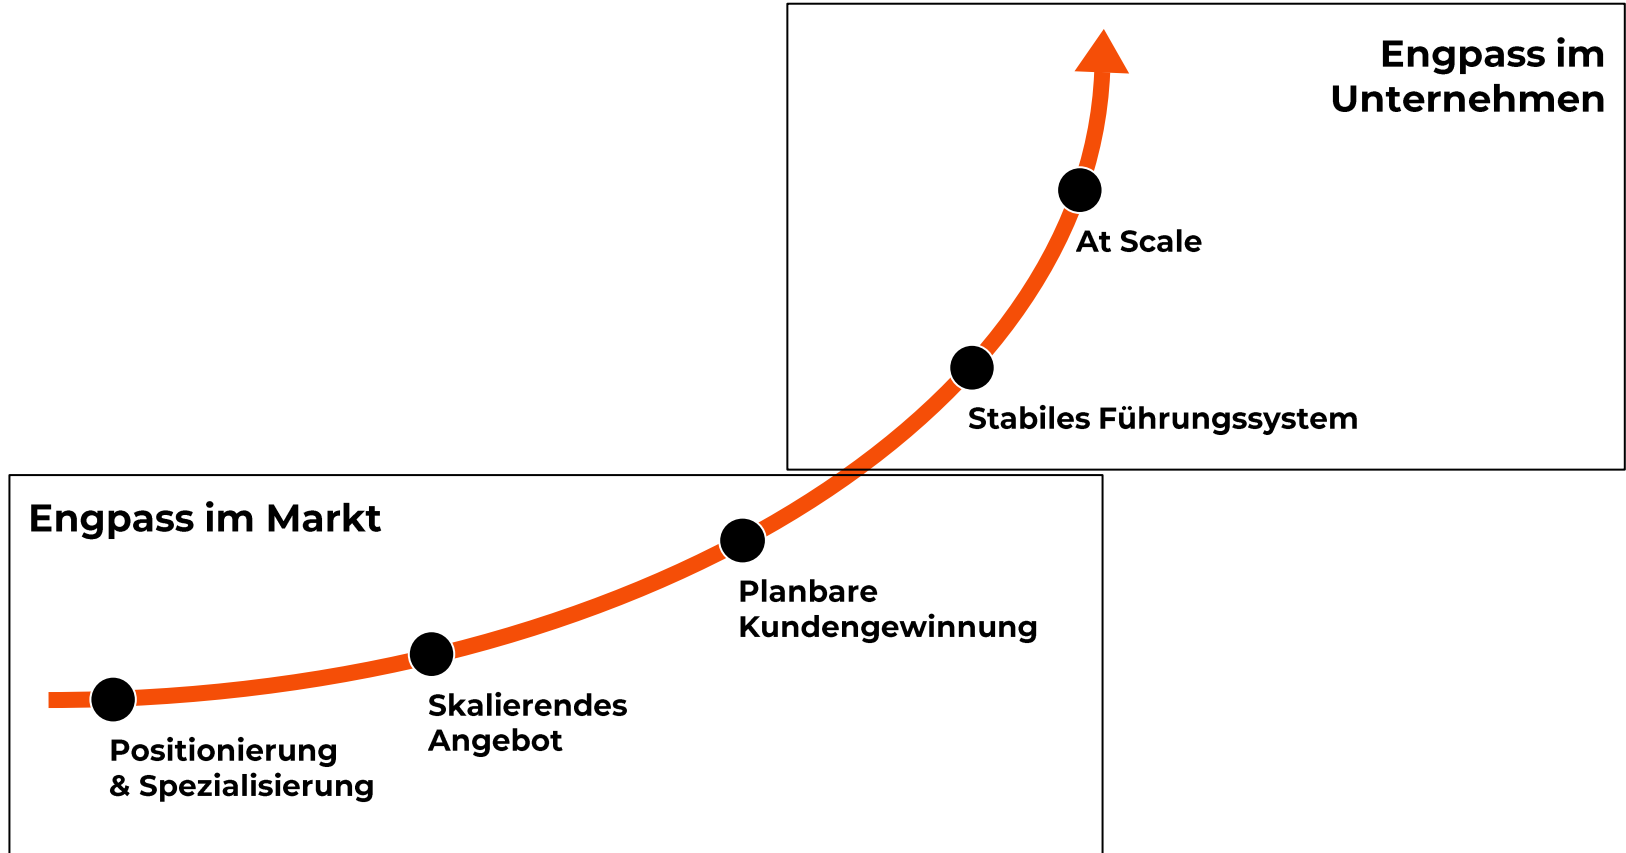 Engpass im
Unternehmen
At Scale
Stabiles Führungssystem
Engpass im Markt
Planbare
Kundengewinnung
Skalierendes
Angebot
Positionierung
& Spezialisierung